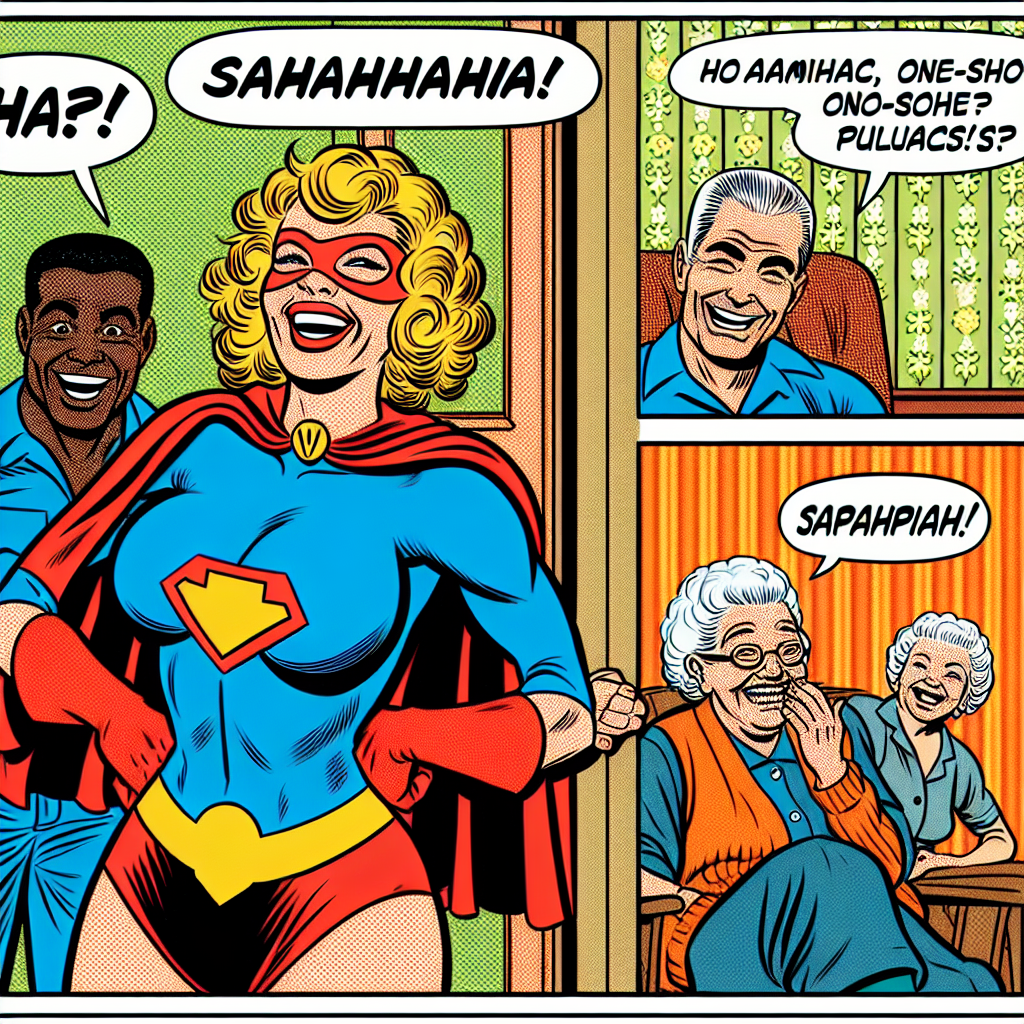 HA?!
SAHAHHAHIA!
HO AAMIHAC, ONE-SHO
ONO-SOHE?
PULUACS!S?
SAPAHPIAH!